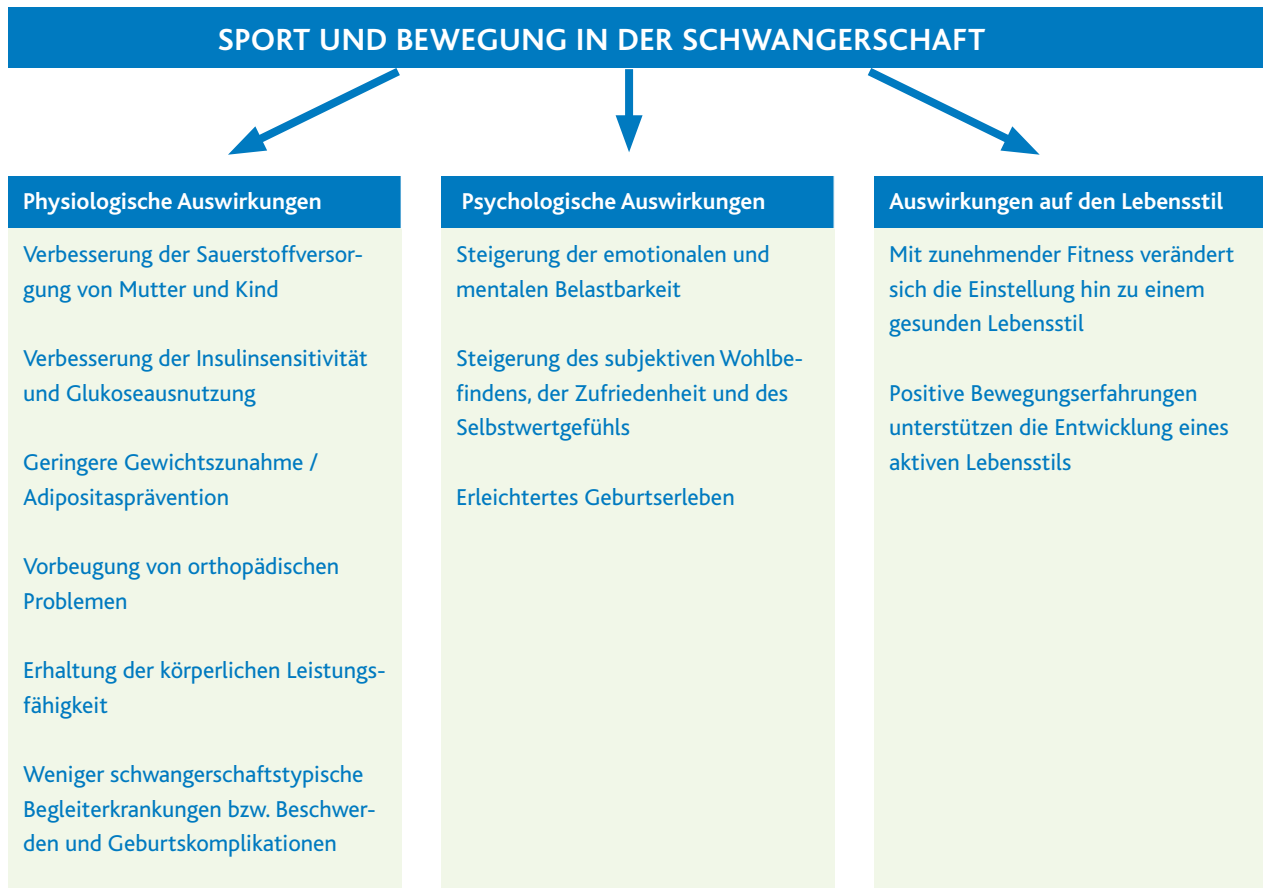 SPORT UND BEWEGUNG IN DER SCHWANGERSCHAFT
Physiologische Auswirkungen
Verbesserung der Sauerstoffversor-
gung von Mutter und Kind
Verbesserung der Insulinsensitivität
und Glukoseausnutzung
Geringere Gewichtszunahme /
Adipositasprävention
Vorbeugung von orthopädischen
Problemen
Erhaltung der körperlichen Leistungs-
fähigkeit
Weniger schwangerschaftstypische
Begleiterkrankungen bzw. Beschwer-
den und Geburtskomplikationen
Psychologische Auswirkungen
Steigerung der emotionalen und
mentalen Belastbarkeit
Steigerung des subjektiven Wohlbe-
findens, der Zufriedenheit und des
Selbstwertgefühls
Erleichtertes Geburtserleben
Auswirkungen auf den Lebensstil
Mit zunehmender Fitness verändert
sich die Einstellung hin zu einem
gesunden Lebensstil
Positive Bewegungserfahrungen
unterstützen die Entwicklung eines
aktiven Lebensstils